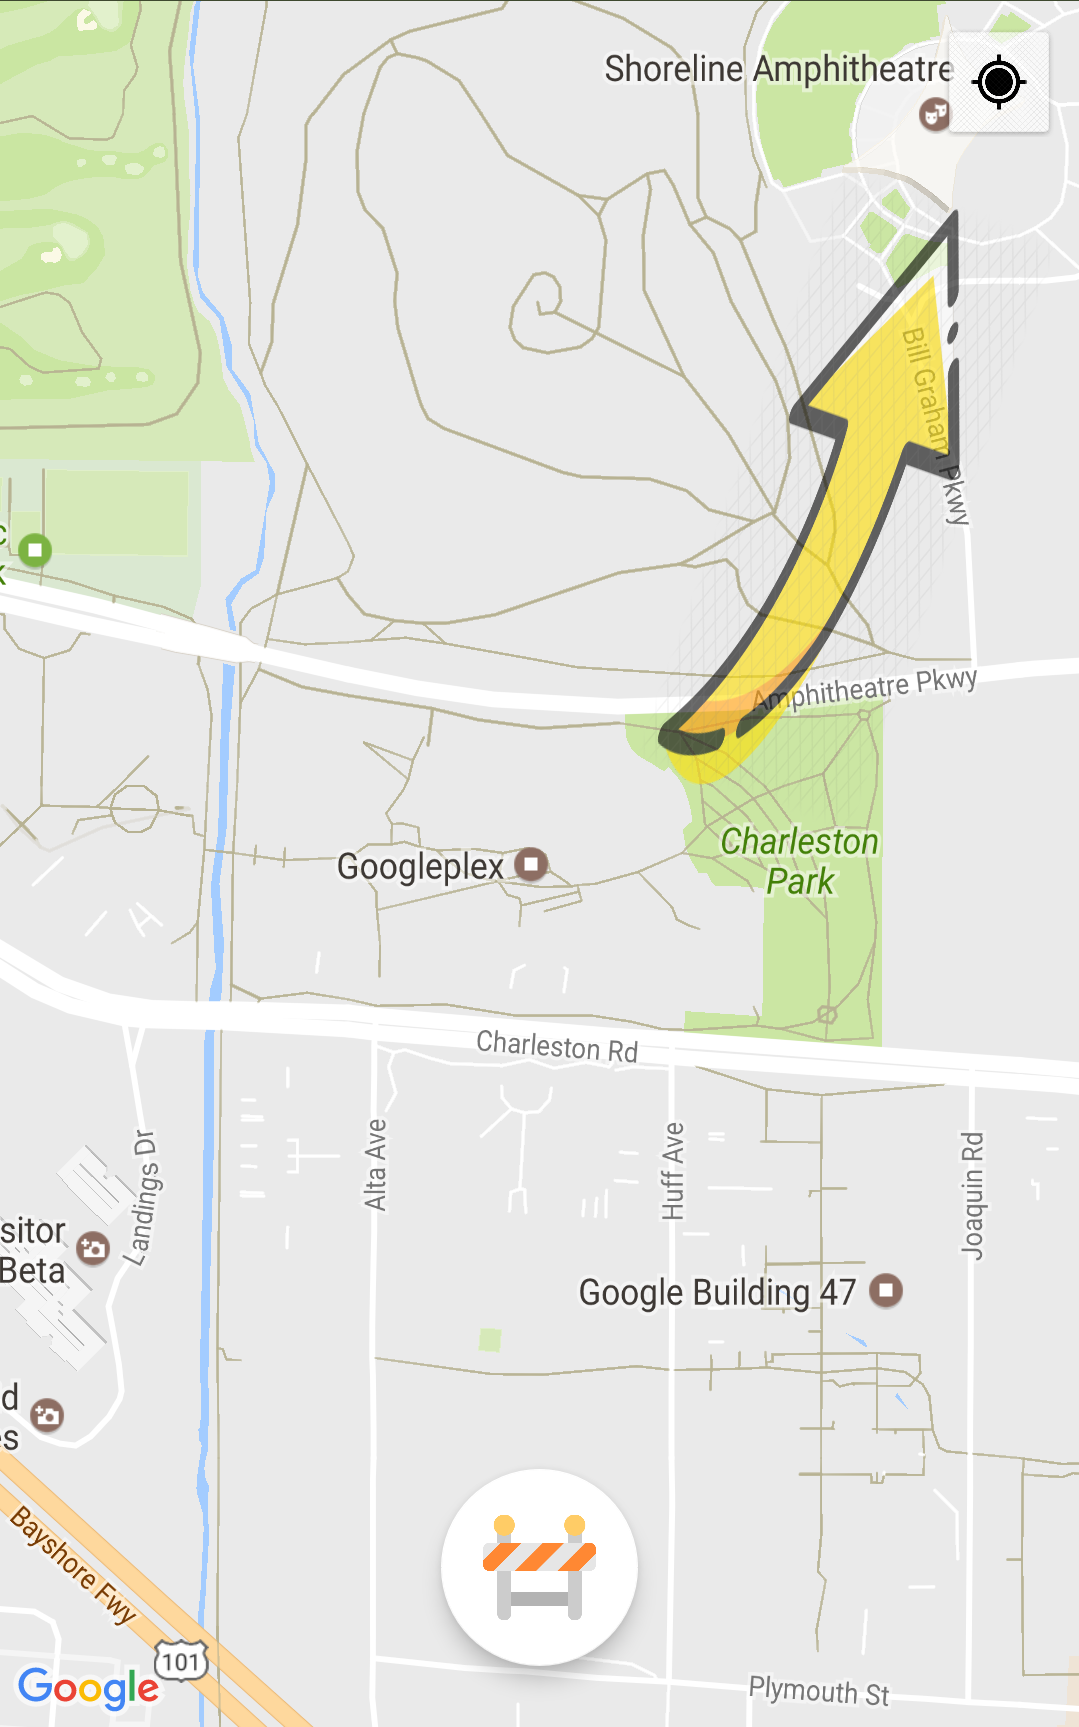 Shoreline Amphitheatre
Bill Graham Pkwy
Amphitheatre Pkwy
Charleston
Park
Googleplex
Charleston Rd
Landings Dr
Alta Ave
Huff Ave
Joaquin Rd
sitor
Beta
Google Building 47
d
es
Bayshore Fwy
101
Google
Plymouth St